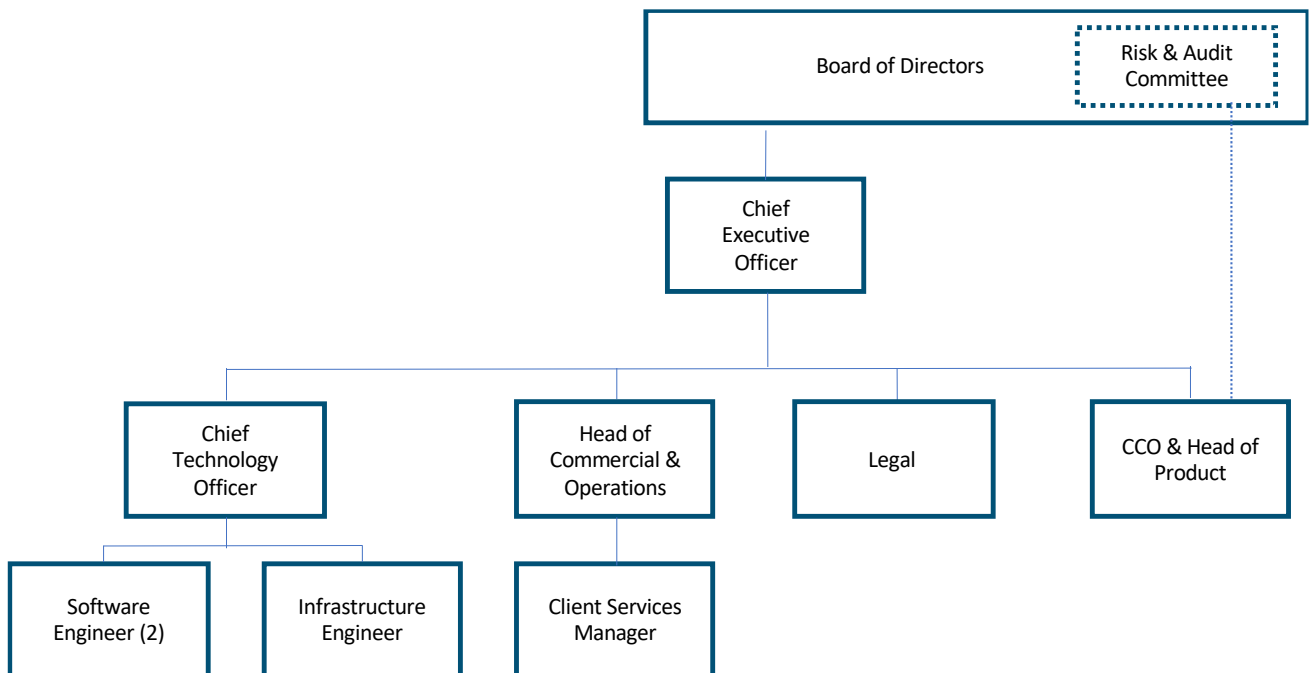 Board of Directors
Risk & Audit
Committee
Chief
Executive
Officer
Chief
Technology
Officer
Head of
Commercial &
Operations
Legal
CCO & Head of
Product
Software
Engineer (2)
Infrastructure
Engineer
Client Services
Manager